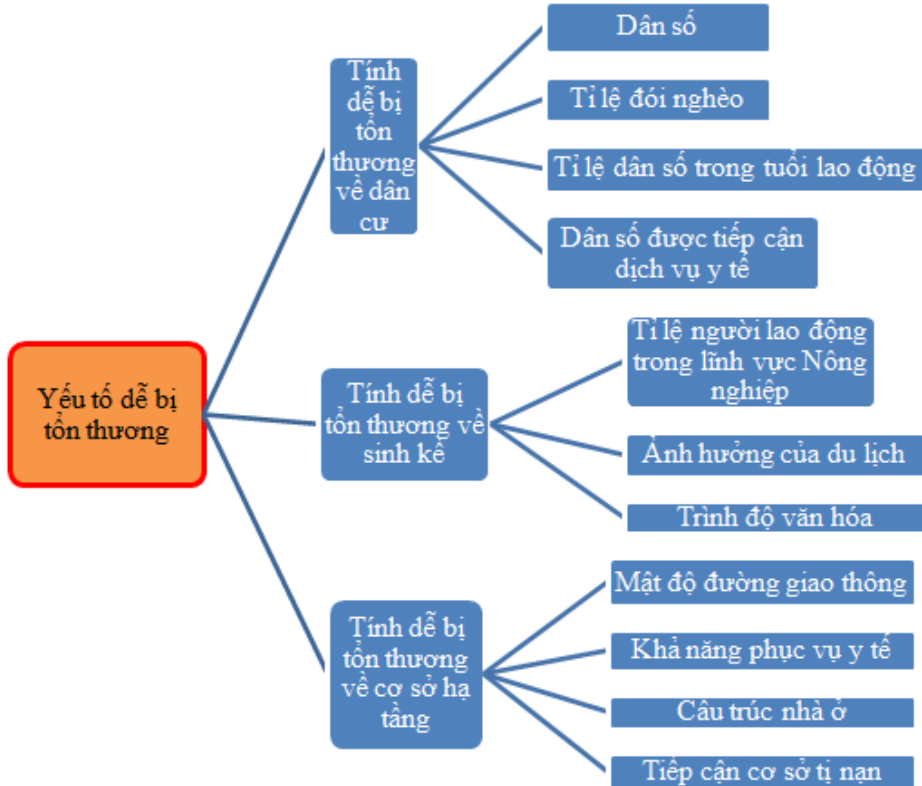 Yếu tố dễ bị
tổn thương
Tính
dễ bị
tổn
thương
về dân
cư
Dân số
Tỉ lệ đói nghèo
Tỉ lệ dân số trong tuổi lao động
Dân số được tiếp cận
dịch vụ y tế
Tính dễ bị
tổn thương về
sinh kế
Tỉ lệ người lao động
trong lĩnh vực Nông
nghiệp
Ảnh hưởng của du lịch
Trình độ văn hóa
Tính dễ bị
tổn thương
về cơ sở hạ
tầng
Mật độ đường giao thông
Khả năng phục vụ y tế
Câu trúc nhà ở
Tiếp cận cơ sở tị nạn